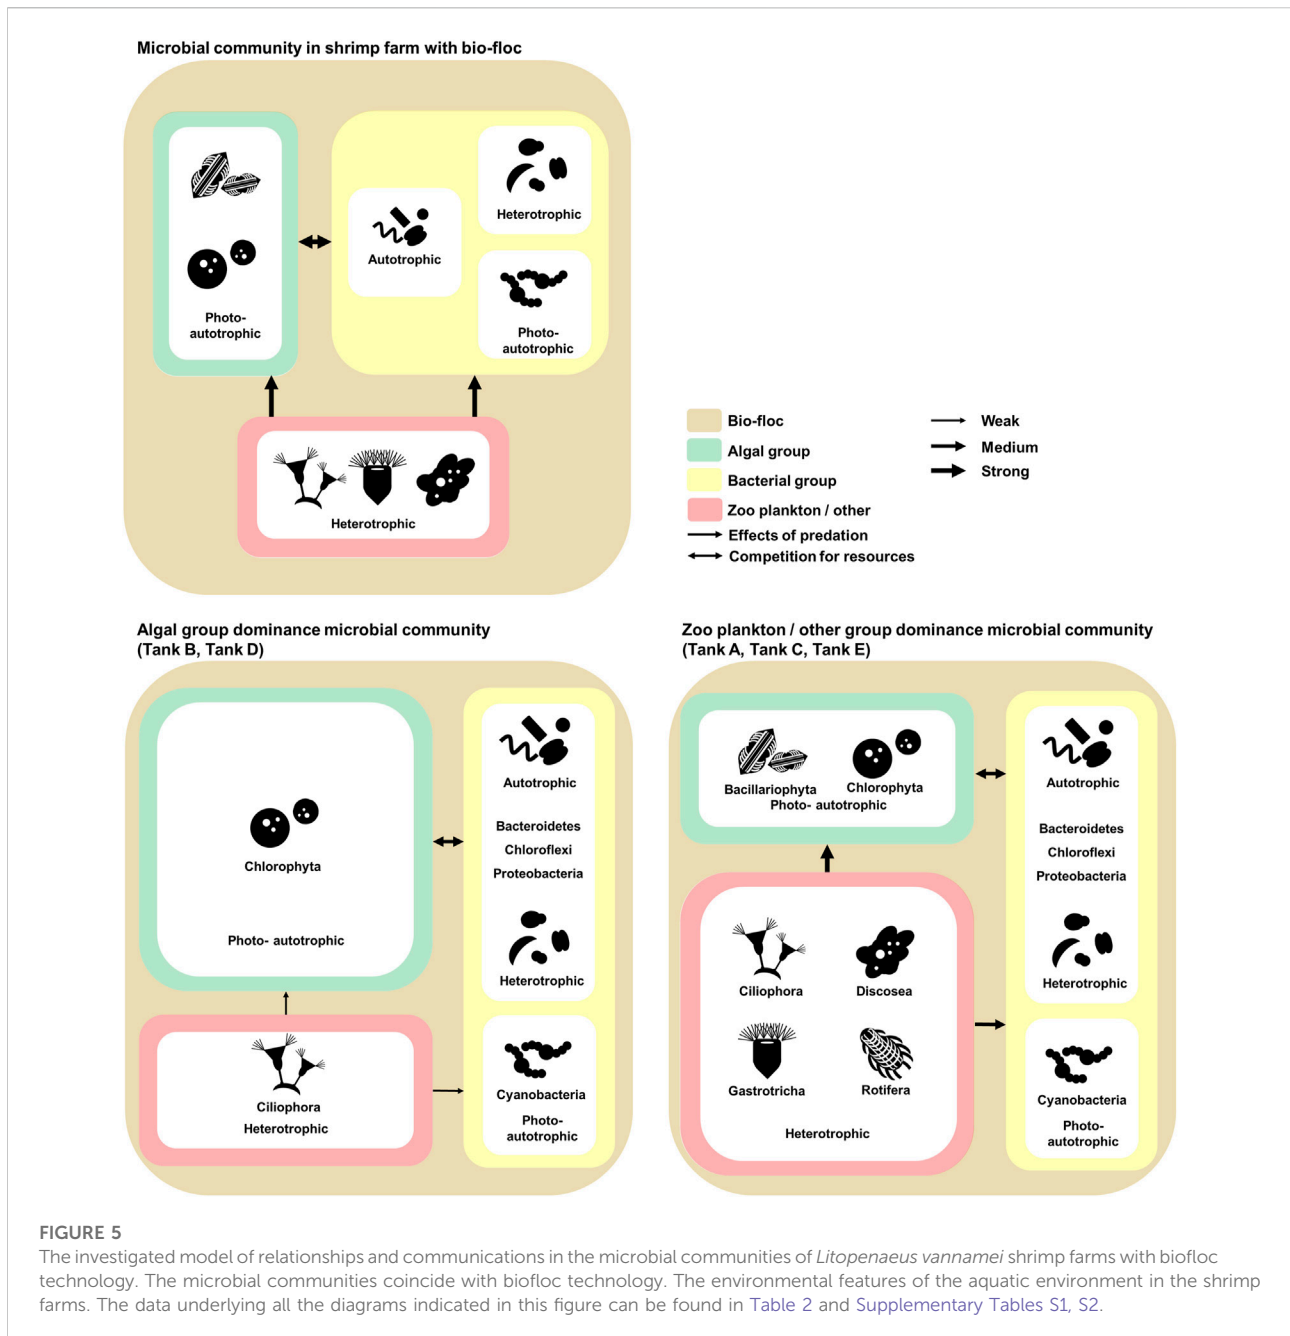 Microbial community in shrimp farm with bio-floc
Photo-
autotrophic
Autotrophic
Heterotrophic
Photo-
autotrophic
Heterotrophic
Bio-floc
Algal group
Bacterial group
Zoo plankton / other
Effects of predation
Competition for resources
Weak
Medium
Strong
Algal group dominance microbial community
(Tank B, Tank D)
Chlorophyta
Photo- autotrophic
Ciliophora
Heterotrophic
Autotrophic
Bacteroidetes
Chloroflexi
Proteobacteria
Heterotrophic
Cyanobacteria
Photo-
autotrophic
Zoo plankton / other group dominance microbial community
(Tank A, Tank C, Tank E)
Bacillariophyta Chlorophyta
Photo- autotrophic
Ciliophora Discosea
Gastrotricha Rotifera
Heterotrophic
Autotrophic
Bacteroidetes
Chloroflexi
Proteobacteria
Heterotrophic
Cyanobacteria
Photo-
autotrophic
FIGURE 5
The investigated model of relationships and communications in the microbial communities of Litopenaeus vannamei shrimp farms with biofloc
technology. The microbial communities coincide with biofloc technology. The environmental features of the aquatic environment in the shrimp
farms. The data underlying all the diagrams indicated in this figure can be found in Table 2 and Supplementary Tables S1, S2.